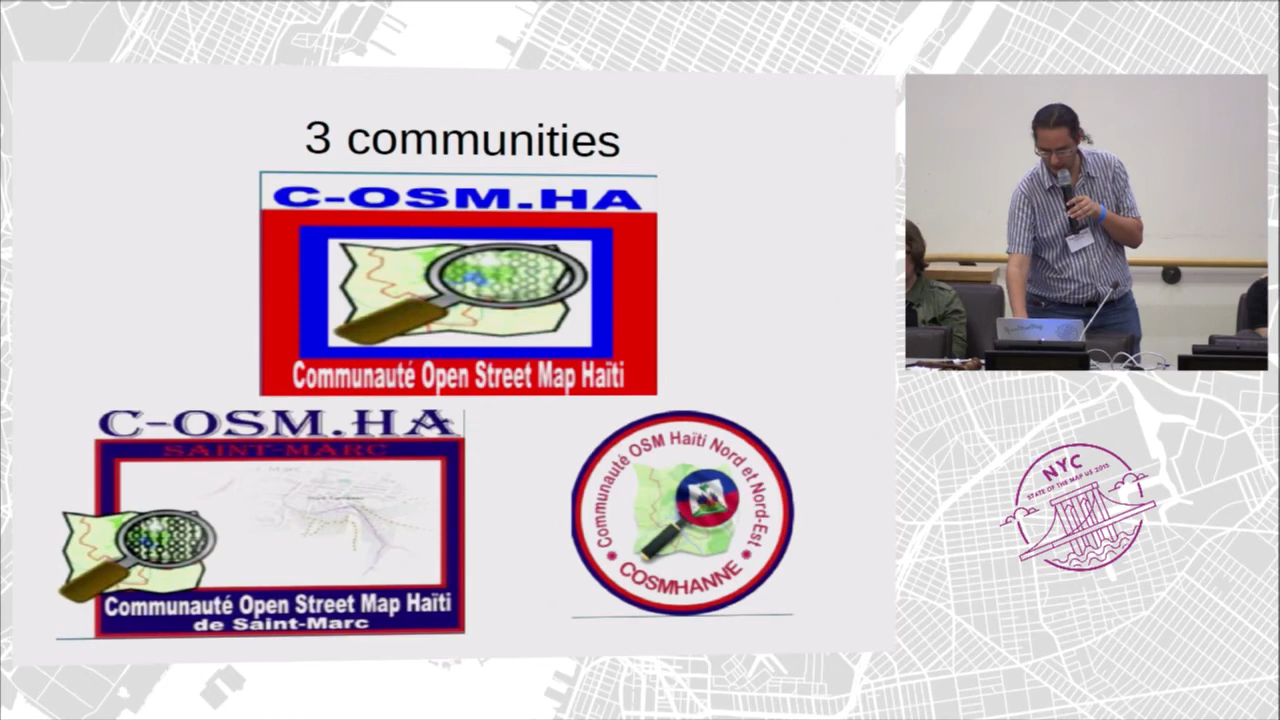 3 communities
C-OSM.HA
Communauté Open Street Map Haïti
C-OSM.HA
SAINT-MARC
Communauté Open Street Map Haïti
de Saint-Marc
Communauté OSM Haïti Nord et Nord-Est
COSMHANNE
NYC
STATE OF THE MAP US 2015